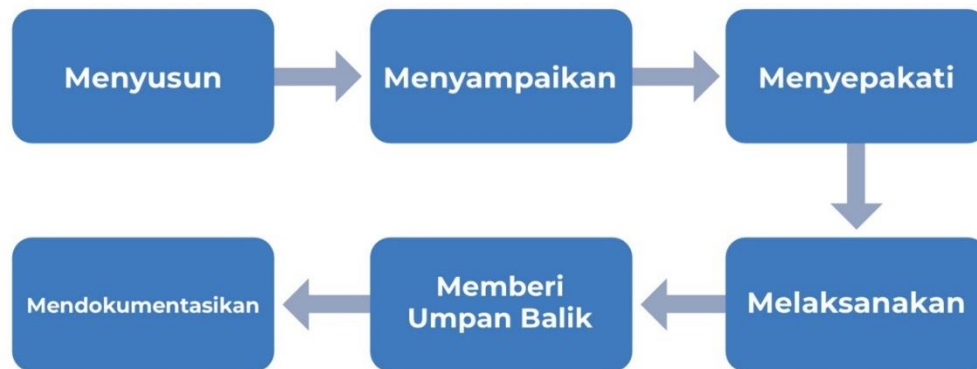 Menyusun
Menyampaikan
Menyepakati
Melaksanakan
Memberi
Umpan Balik
Mendokumentasikan